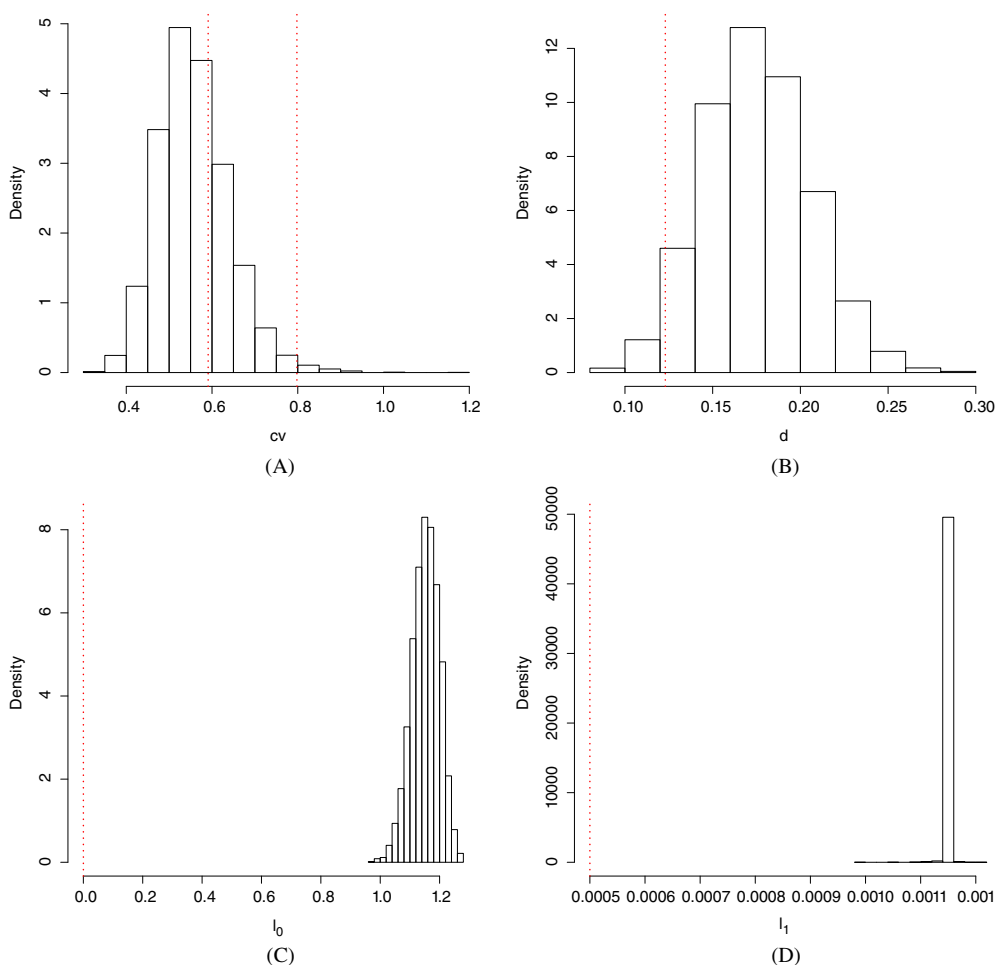 Density
0 1 2 3 4 5
0.4 0.6 0.8 1.0 1.2
cv
(A)
Density
0 2 4 6 8 10 12
0.10 0.15 0.20 0.25 0.30
d
(B)
Density
0 2 4 6 8
0.0 0.2 0.4 0.6 0.8 1.0 1.2
l0
(C)
Density
0 10000 20000 30000 40000 50000
0.0005 0.0006 0.0007 0.0008 0.0009 0.0010 0.0011 0.001
l1
(D)